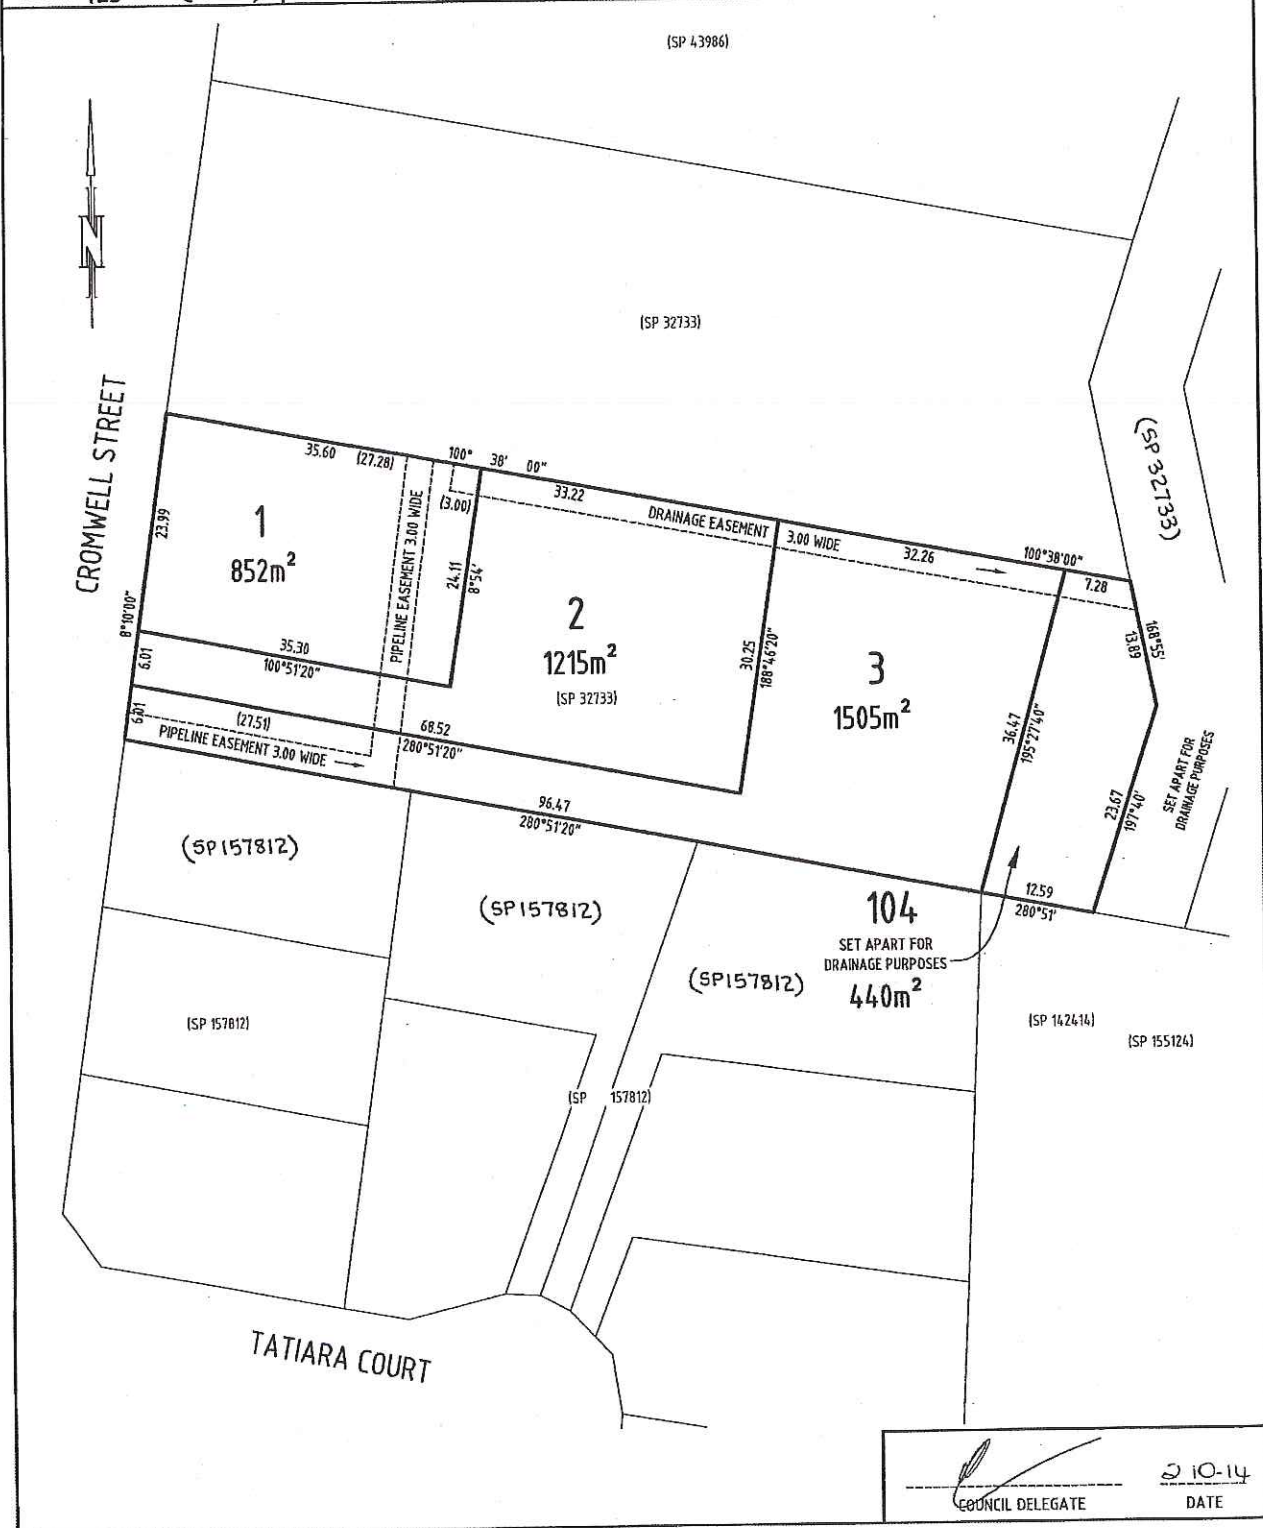 (SP 43986)
N
(SP 32733)
CROMWELL STREET
(SP 32733)
35.60 (27.28) 100° 38' 00"
33.22
(3.00)
DRAINAGE EASEMENT 3.00 WIDE
32.26
100°38'00"
7.28
23.99
1
852m²
PIPELINE EASEMENT 3.00 WIDE
24.11
8°54'
2
1215m²
(SP 32733)
30.25
188°46'20"
3
1505m²
36.47
195°27'40"
13.89
168°55'
8°10'00"
6.01
35.30
100°51'20"
6.01
(27.51)
PIPELINE EASEMENT 3.00 WIDE
68.52
280°51'20"
96.47
280°51'20"
23.67
197°40'
SET APART FOR
DRAINAGE PURPOSES
12.59
280°51'
(SP157812)
(SP157812)
(SP157812)
104
SET APART FOR
DRAINAGE PURPOSES
440m²
(SP 157812)
(SP 142414)
(SP 155124)
(SP 157812)
TATIARA COURT
2 10-14
COUNCIL DELEGATE
DATE